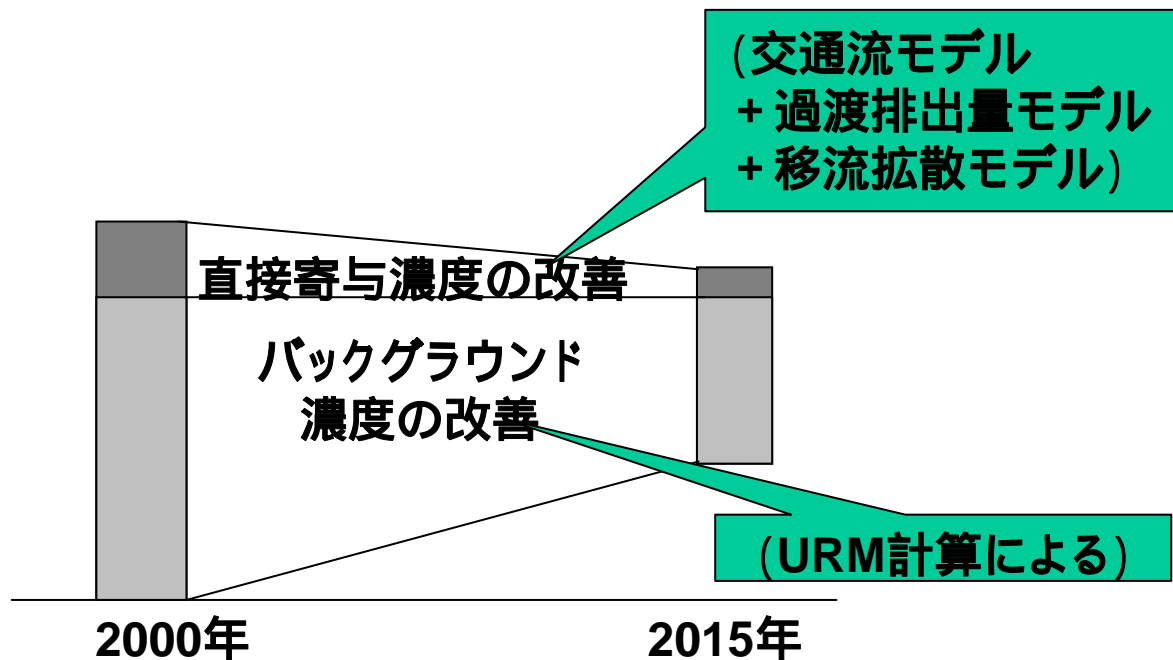 (交通流モデル
+ 過渡排出量モデル
+ 移流拡散モデル)
直接寄与濃度の改善
バックグラウンド
濃度の改善
(URM計算による)
2000年
2015年